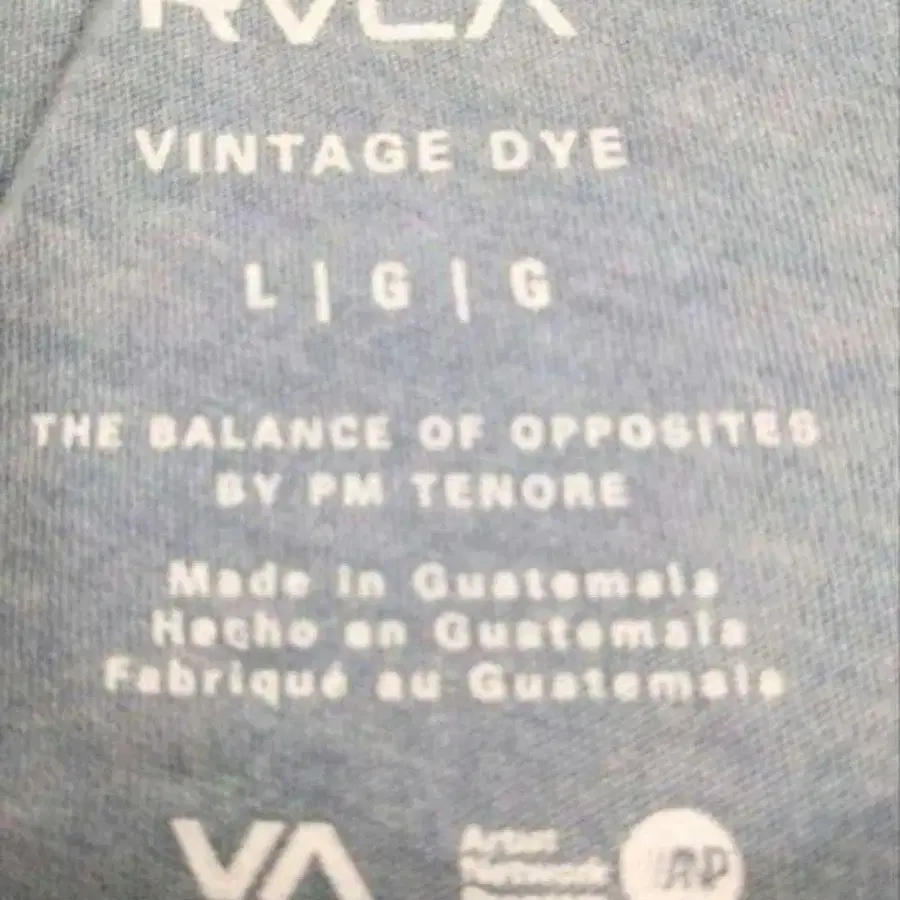 RVCA
VINTAGE DYE
L | G | G
THE BALANCE OF OPPOSITES
BY PM TENORE
Made in Guatemala
Hecho en Guatemala
Fabriqué au Guatemala
VA
Artist
Network